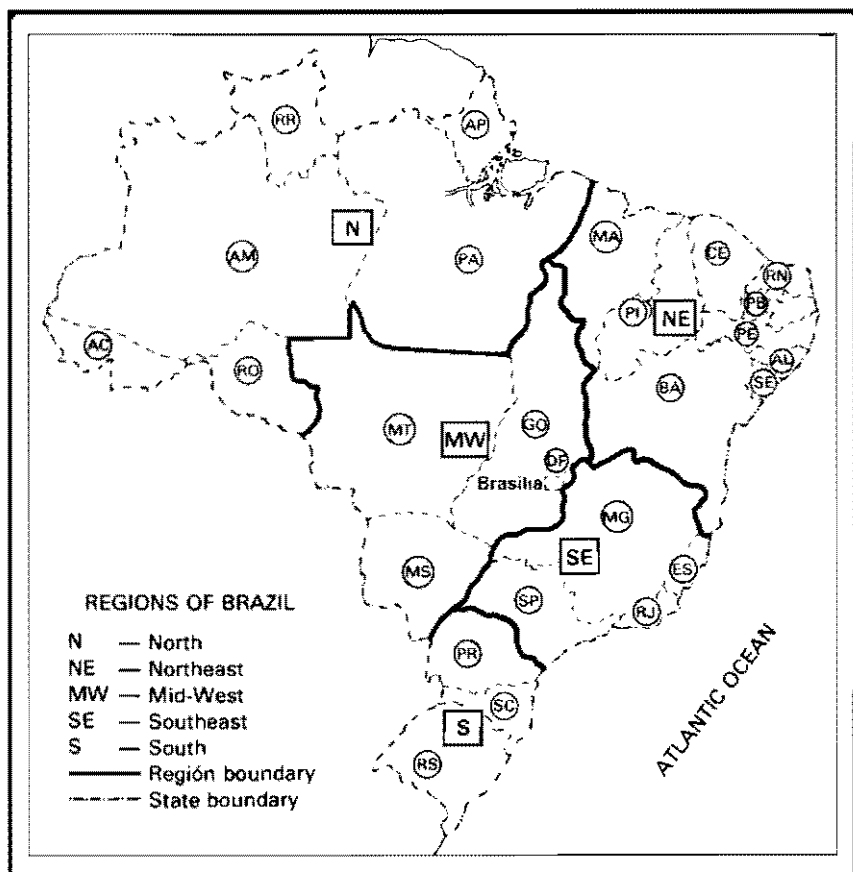 RR
AP
N
AM
PA
MA
CE
RN
PI
NE
PB
PE
AC
RO
AL
SE
BA
MT
MW
GO
DF
Brasília
MG
SE
MS
ES
SP
RJ
PR
SC
S
RS
REGIONS OF BRAZIL
N — North
NE — Northeast
MW — Mid-West
SE — Southeast
S — South
Región boundary
State boundary
ATLANTIC OCEAN